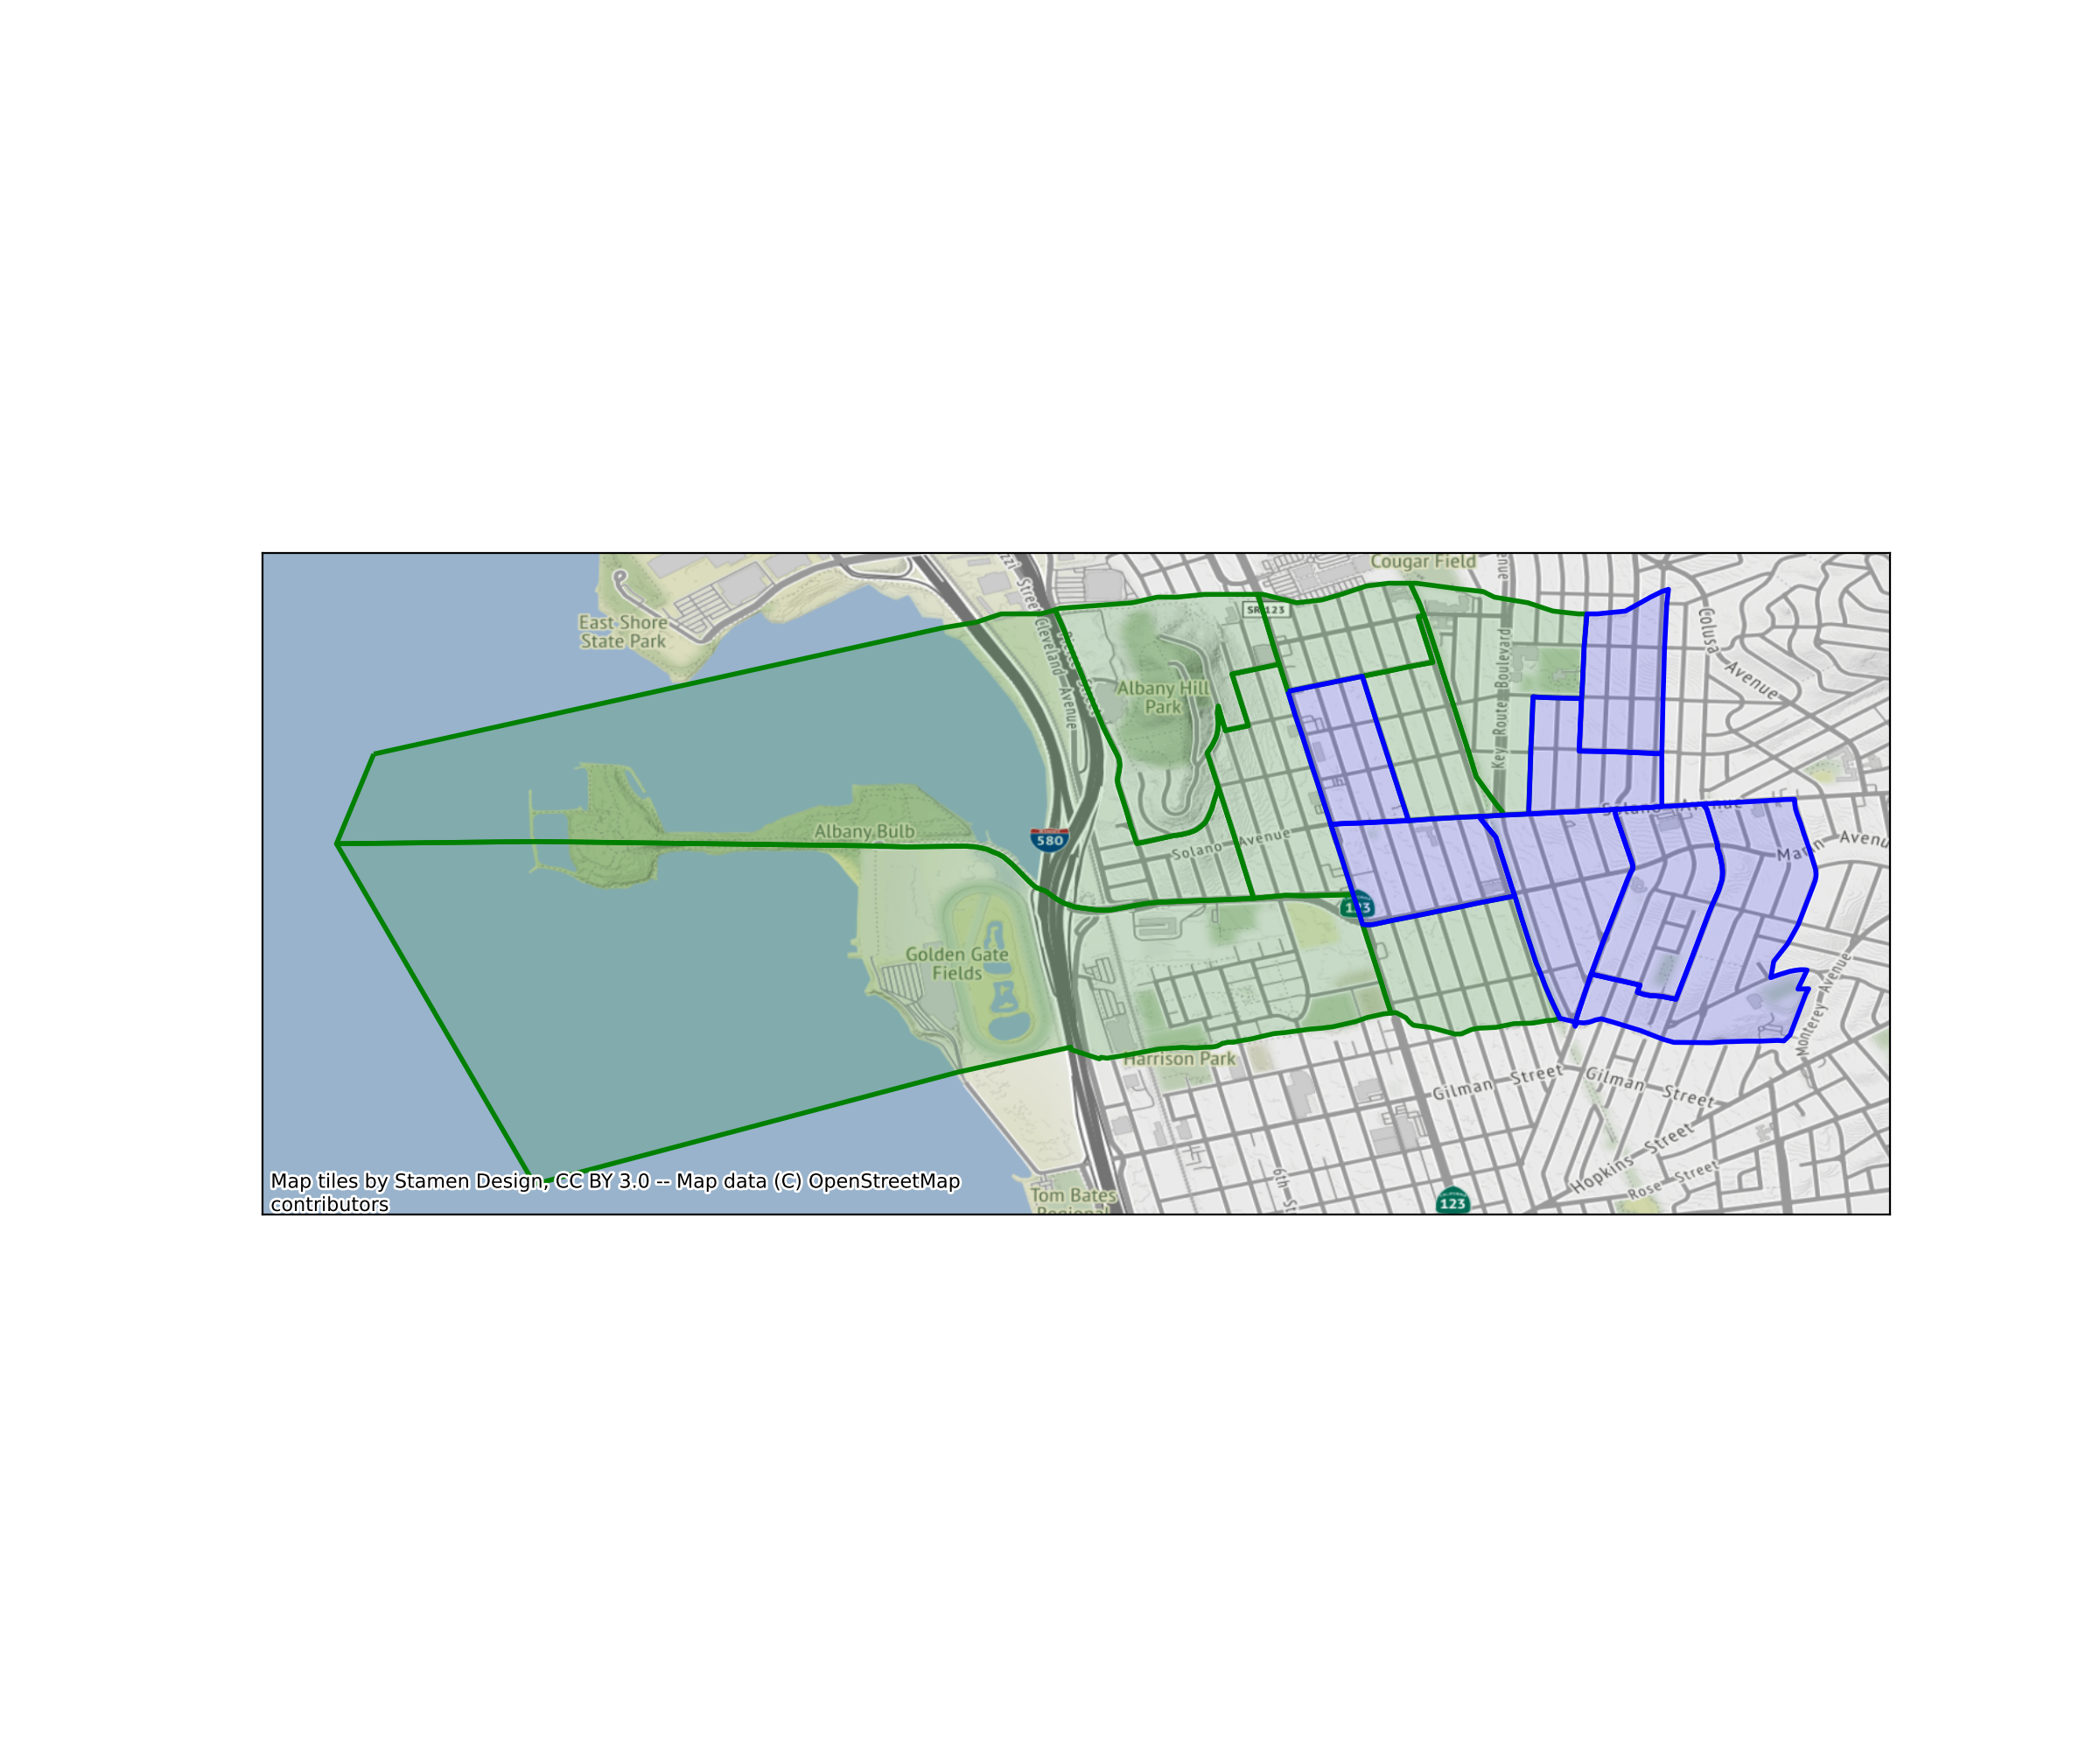 Cougar Field
SR 123
East Shore
State Park
Cleveland Avenue
Street
Key Route Boulevard
Colusa Avenue
Albany Hill
Park
Albany Bulb
580
Solano Avenue
Solano Avenue
Marin Avenu
123
Golden Gate
Fields
Monterey Avenue
Harrison Park
Gilman Street
Gilman Street
Hopkins Street
Rose Street
6th St
Tom Bates
Regional
123
Map tiles by Stamen Design, CC BY 3.0 -- Map data (C) OpenStreetMap
contributors